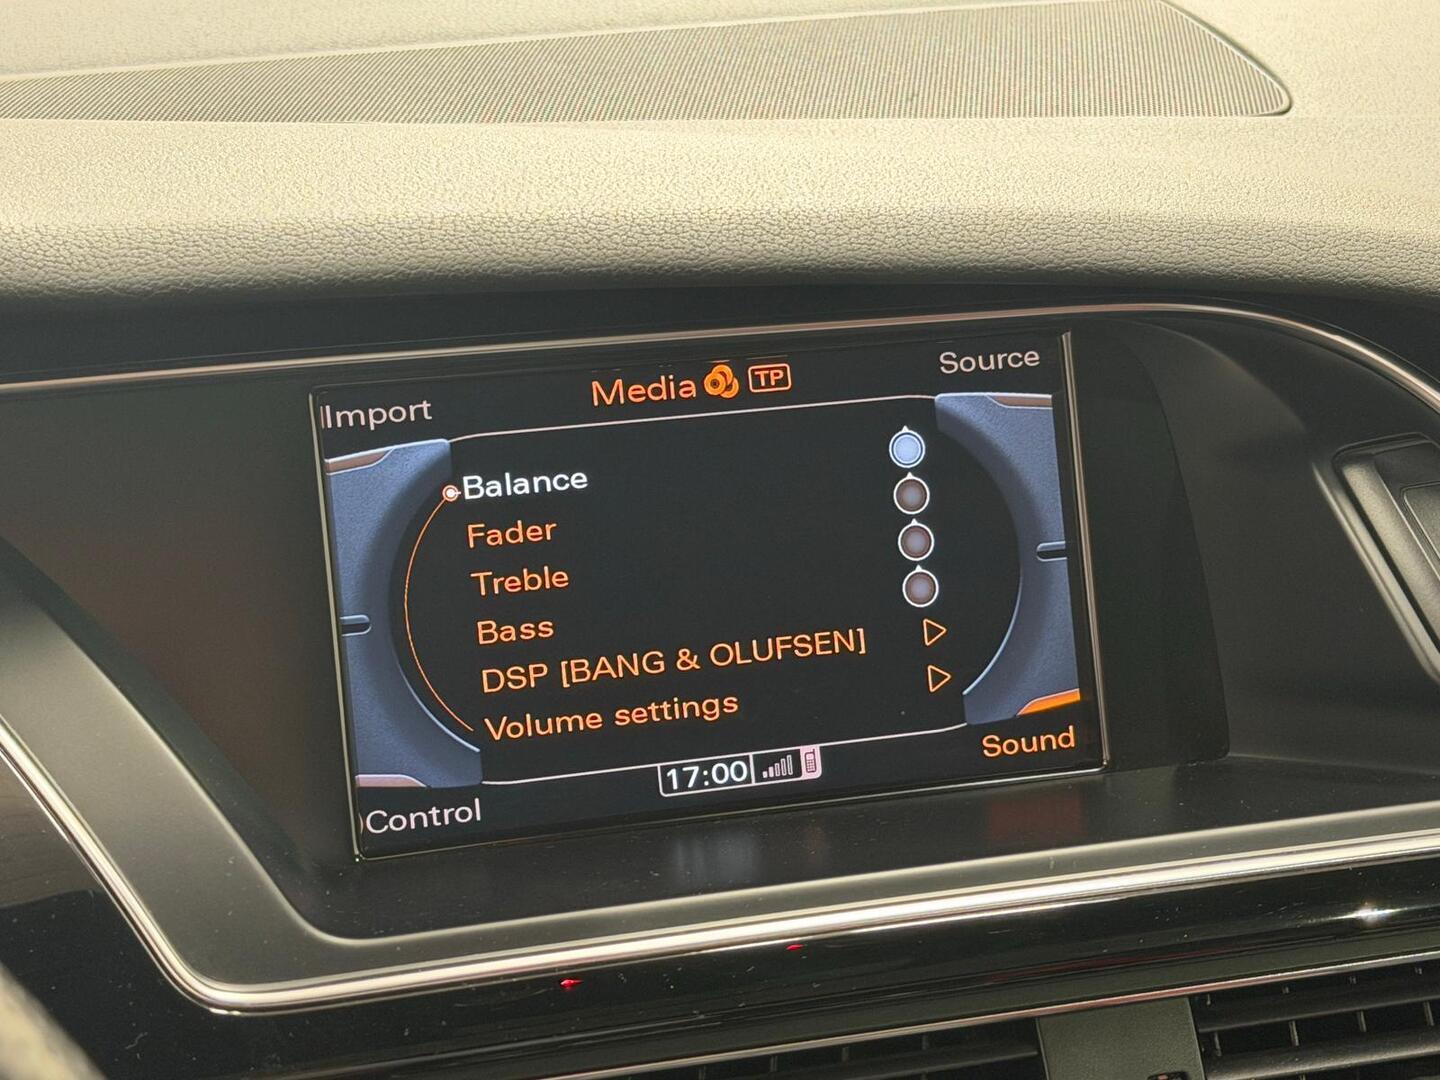 Import
Media TP
Source
Balance
Fader
Treble
Bass
DSP [BANG & OLUFSEN]
Volume settings
Control
17:00
Sound